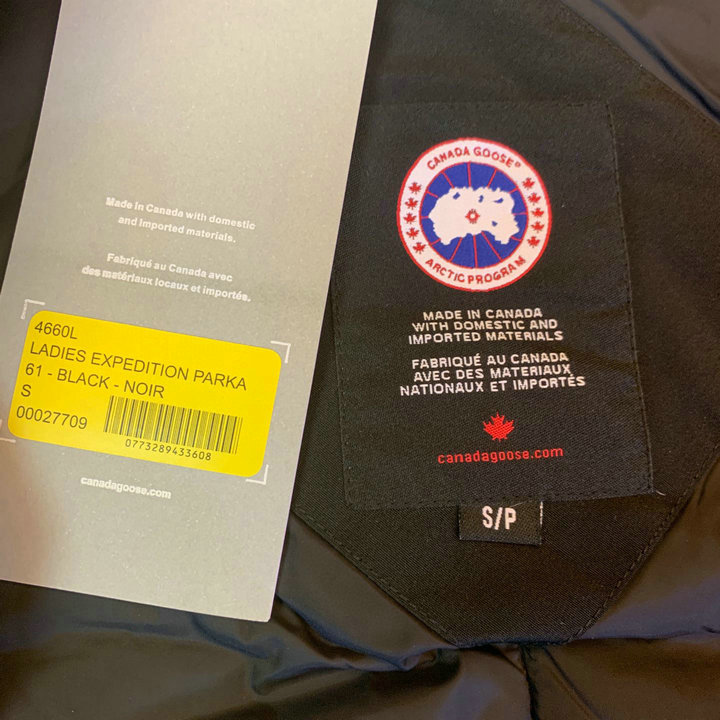 Made in Canada with domestic
and imported materials.
Fabriqué au Canada avec
des matériaux locaux et importés.
4660L
LADIES EXPEDITION PARKA
61 - BLACK - NOIR
S
00027709
0773289433608
canadagoose.com
CANADA GOOSE®
ARCTIC PROGRAM
MADE IN CANADA
WITH DOMESTIC AND
IMPORTED MATERIALS
FABRIQUÉ AU CANADA
AVEC DES MATERIAUX
NATIONAUX ET IMPORTÉS
canadagoose.com
S/P